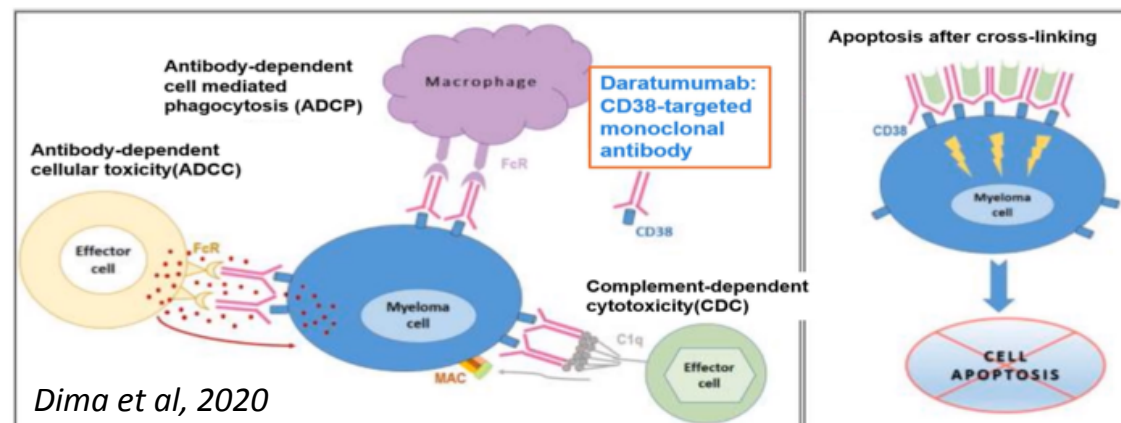 Antibody-dependent
cell mediated
phagocytosis (ADCP)
Macrophage
FcR
Daratumumab:
CD38-targeted
monoclonal
antibody
CD38
Antibody-dependent
cellular toxicity(ADCC)
Effector
cell
FcR
Myeloma
cell
MAC
Complement-dependent
cytotoxicity(CDC)
C1q
Effector
cell
Dima et al, 2020
Apoptosis after cross-linking
CD38
Myeloma
cell
CELL
APOPTOSIS